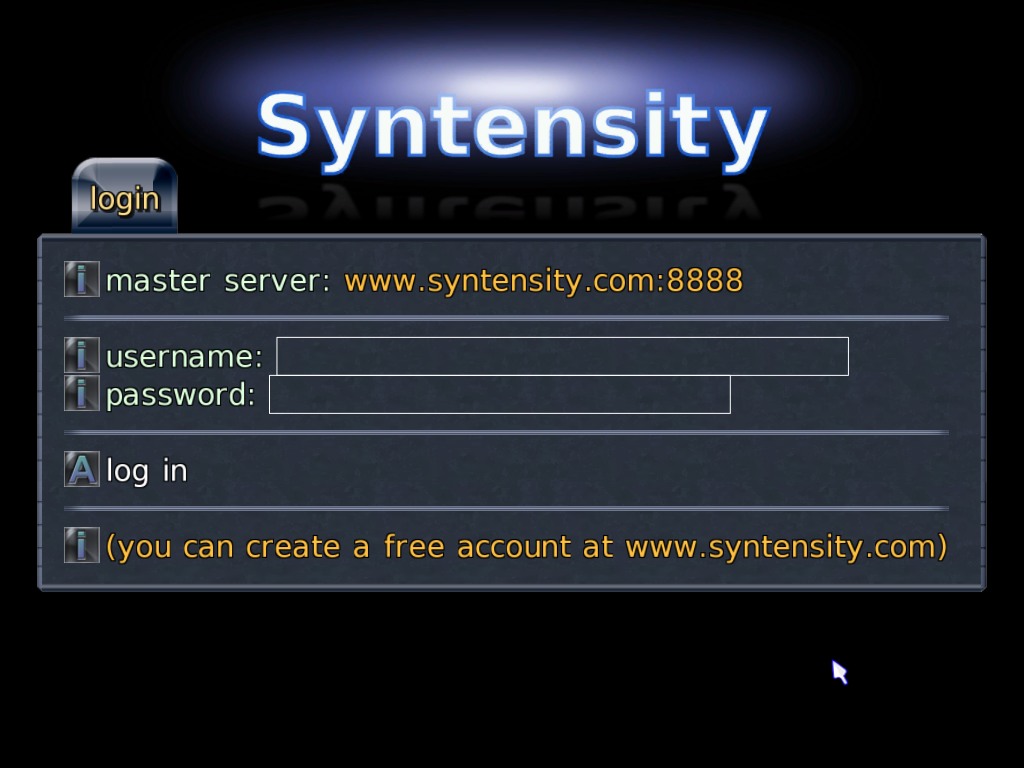 Syntensity
login
master server: www.syntensity.com:8888
username:
password:
log in
(you can create a free account at www.syntensity.com)